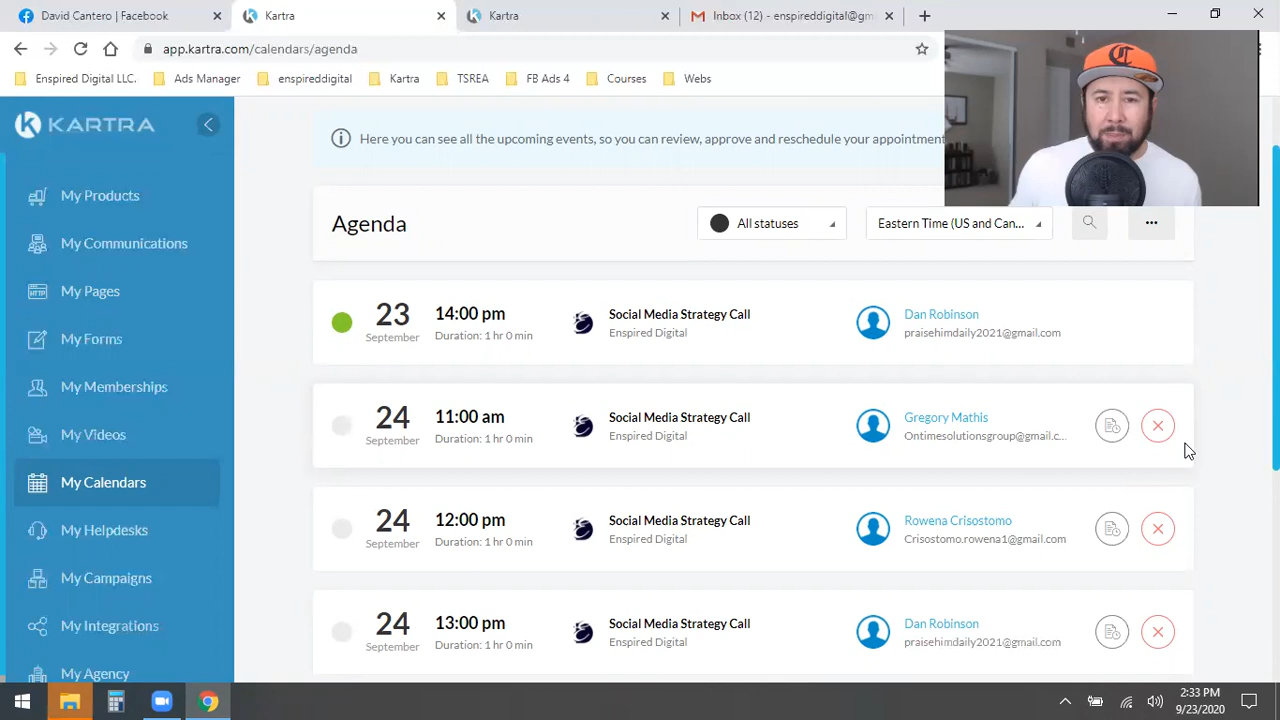 David Cantero | Facebook
Kartra
Kartra
Inbox (12) - enspireddigital@gm
app.kartra.com/calendars/agenda
Enspired Digital LLC.
Ads Manager
enspireddigital
Kartra
TSREA
FB Ads 4
Courses
Webs
KARTRA
My Products
My Communications
My Pages
My Forms
My Memberships
My Videos
My Calendars
My Helpdesks
My Campaigns
My Integrations
My Agency
Here you can see all the upcoming events, so you can review, approve and reschedule your appointment
Agenda
All statuses
Eastern Time (US and Can...
23
September
14:00 pm
Duration: 1 hr 0 min
Social Media Strategy Call
Enspired Digital
Dan Robinson
praisehimdaily2021@gmail.com
24
September
11:00 am
Duration: 1 hr 0 min
Social Media Strategy Call
Enspired Digital
Gregory Mathis
Ontimesolutionsgroup@gmail.c...
24
September
12:00 pm
Duration: 1 hr 0 min
Social Media Strategy Call
Enspired Digital
Rowena Crisostomo
Crisostomo.rowena1@gmail.com
24
September
13:00 pm
Duration: 1 hr 0 min
Social Media Strategy Call
Enspired Digital
Dan Robinson
praisehimdaily2021@gmail.com
2:33 PM
9/23/2020